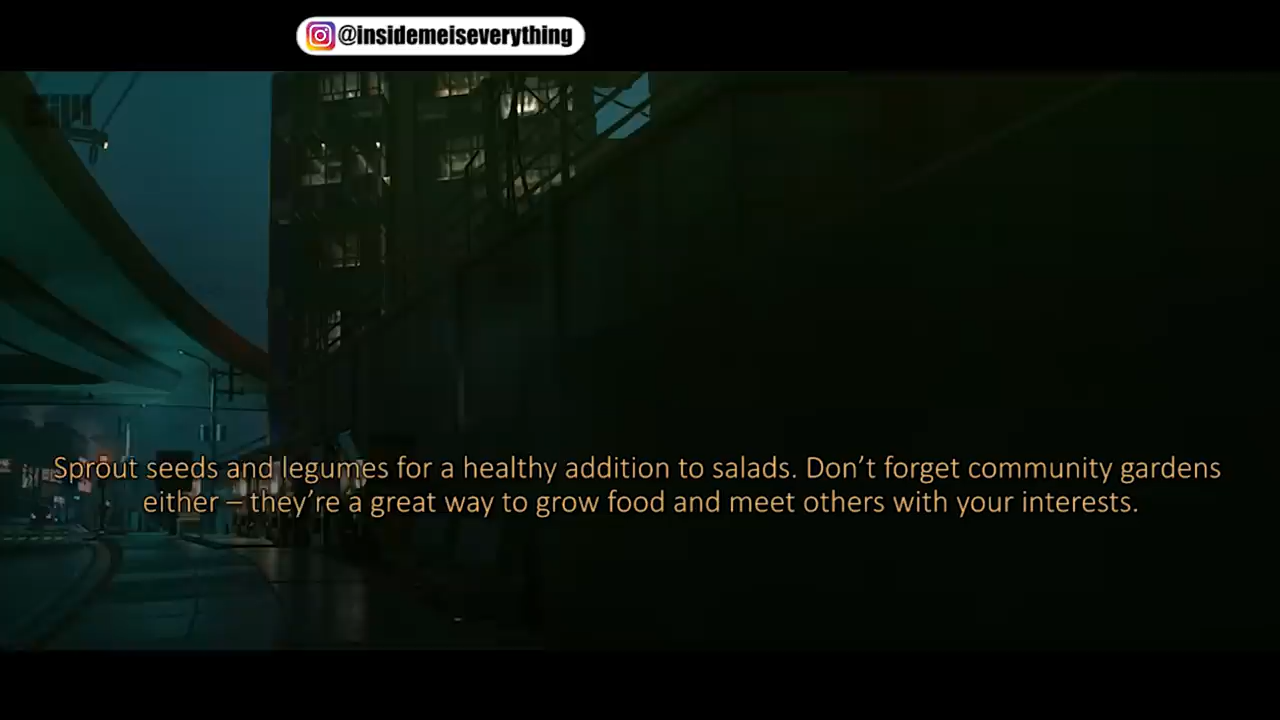 @insidemeiseverything
Sprout seeds and legumes for a healthy addition to salads. Don’t forget community gardens
either – they’re a great way to grow food and meet others with your interests.